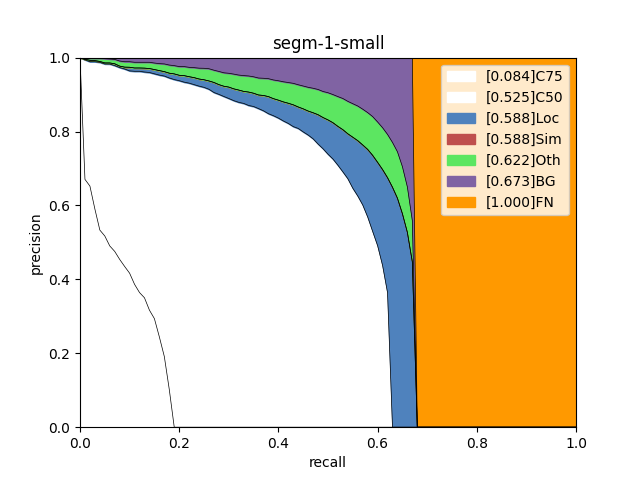 segm-1-small
1.0
0.8
0.6
0.4
0.2
0.0
precision
[0.084]C75
[0.525]C50
[0.588]Loc
[0.588]Sim
[0.622]Oth
[0.673]BG
[1.000]FN
0.0 0.2 0.4 0.6 0.8 1.0
recall